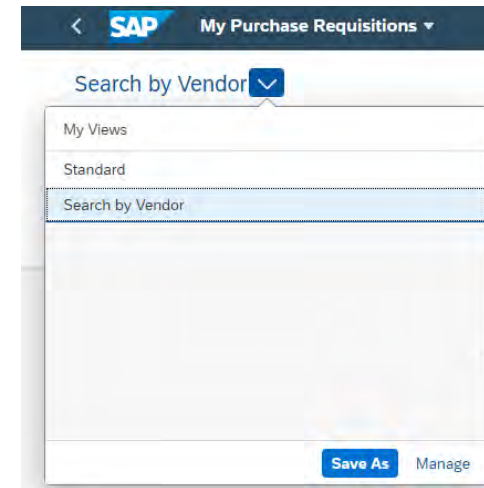 SAP My Purchase Requisitions
Search by Vendor
My Views
Standard
Search by Vendor
Save As Manage